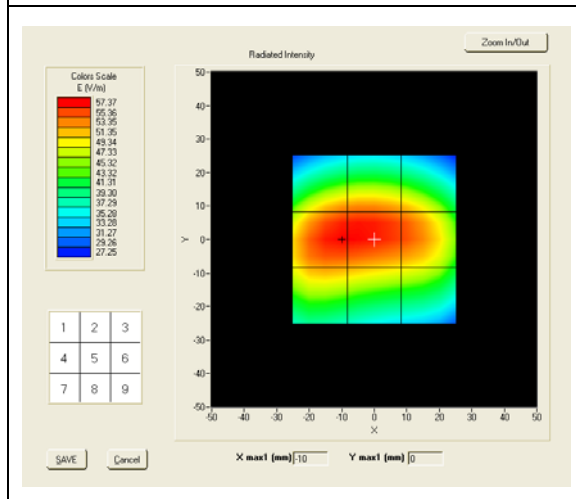 Zoom In/Out
Radiated Intensity
Colors Scale
E (V/m)
57.37
55.36
53.35
51.35
49.34
47.33
45.32
43.32
41.31
39.30
37.29
35.28
33.28
31.27
29.26
27.25
50
40
30
20
10
0
-10
-20
-30
-40
-50
Y
-50 -40 -30 -20 -10 0 10 20 30 40 50
X
1 2 3
4 5 6
7 8 9
SAVE Cancel
X max1 (mm) -10 Y max1 (mm) 0